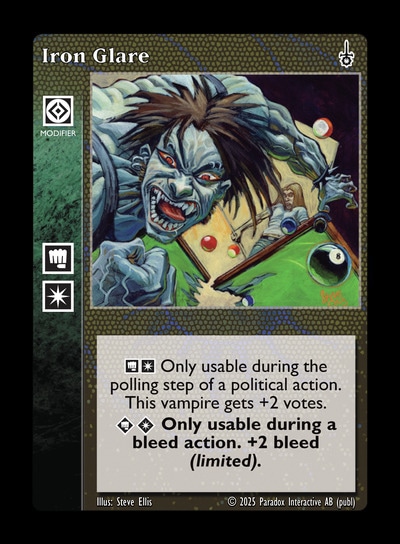 Iron Glare
MODIFIER
8
Only usable during the
polling step of a political action.
This vampire gets +2 votes.
Only usable during a
bleed action. +2 bleed
(limited).
Illus: Steve Ellis © 2025 Paradox Interactive AB (publ)